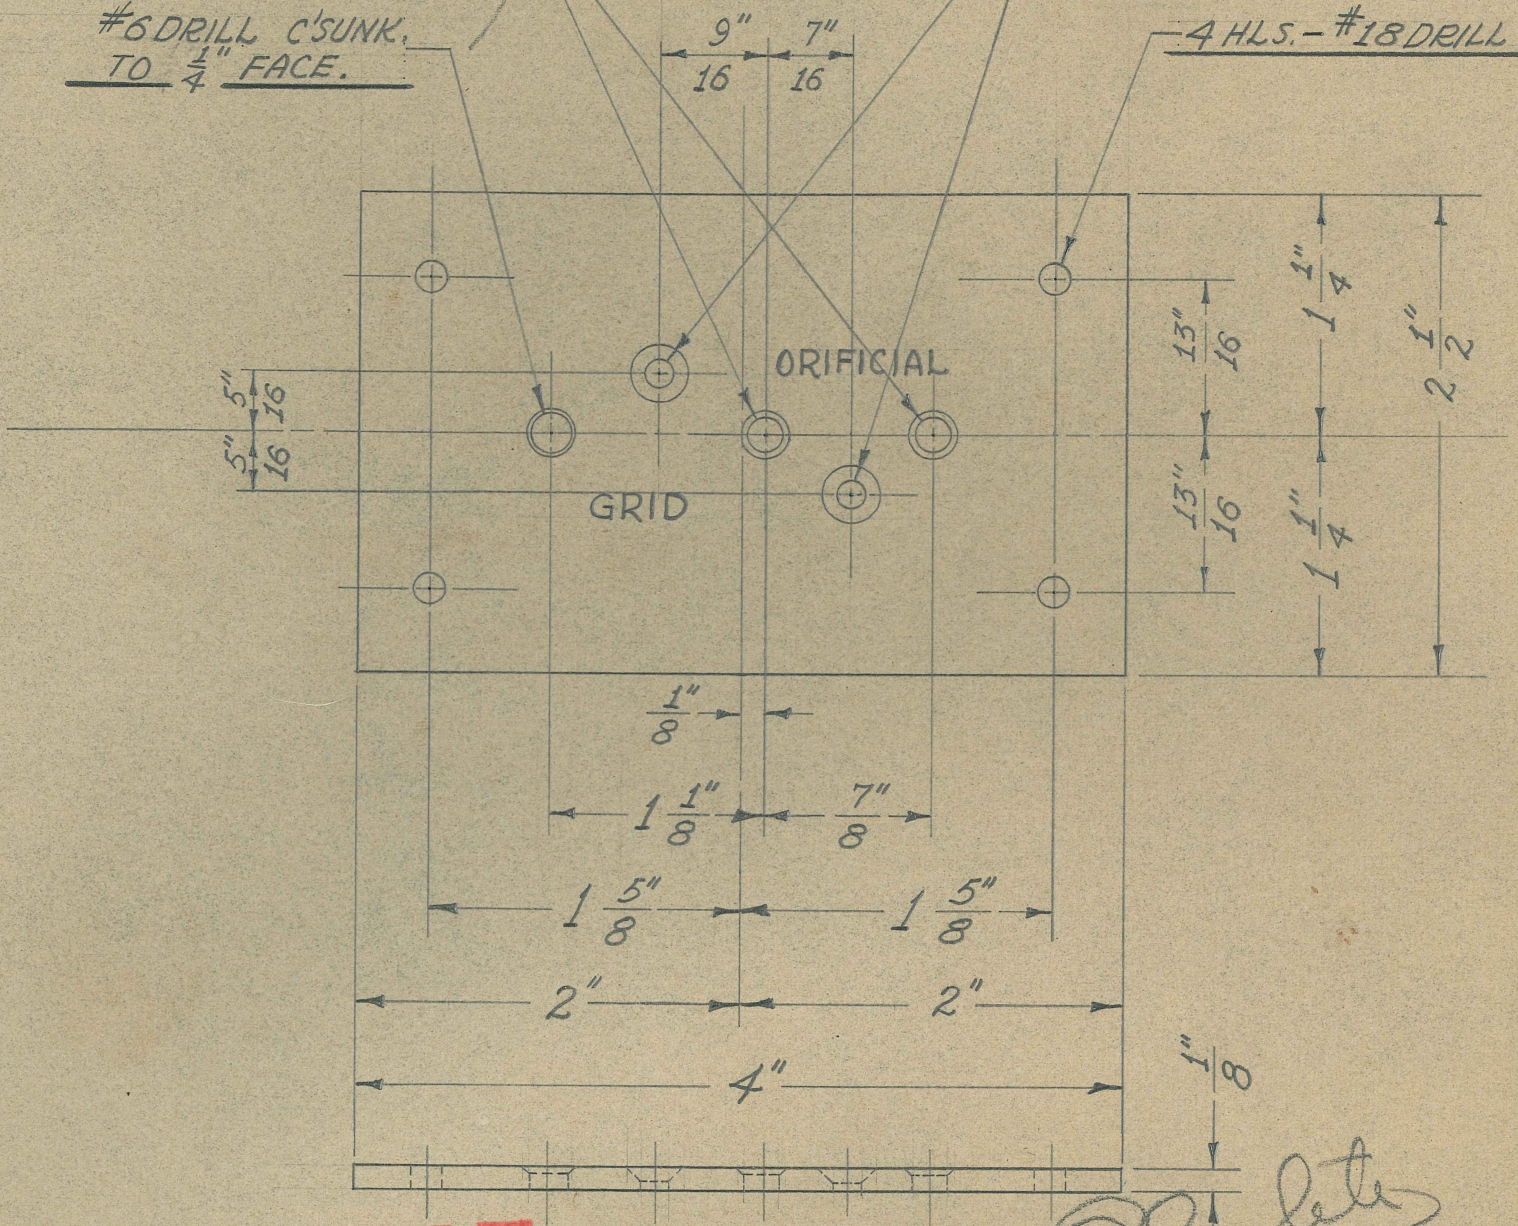 #6 DRILL C'SUNK.
TO 1/4" FACE.
9"/16 7"/16
4 HLS.- #18 DRILL
5"/16
5"/16
ORIFICIAL
GRID
13"/16
13"/16
1 1"/4
1 1"/4
2 1"/2
1"/8
1 1"/8 7"/8
1 5"/8 1 5"/8
2" 2"
4"
1"/8